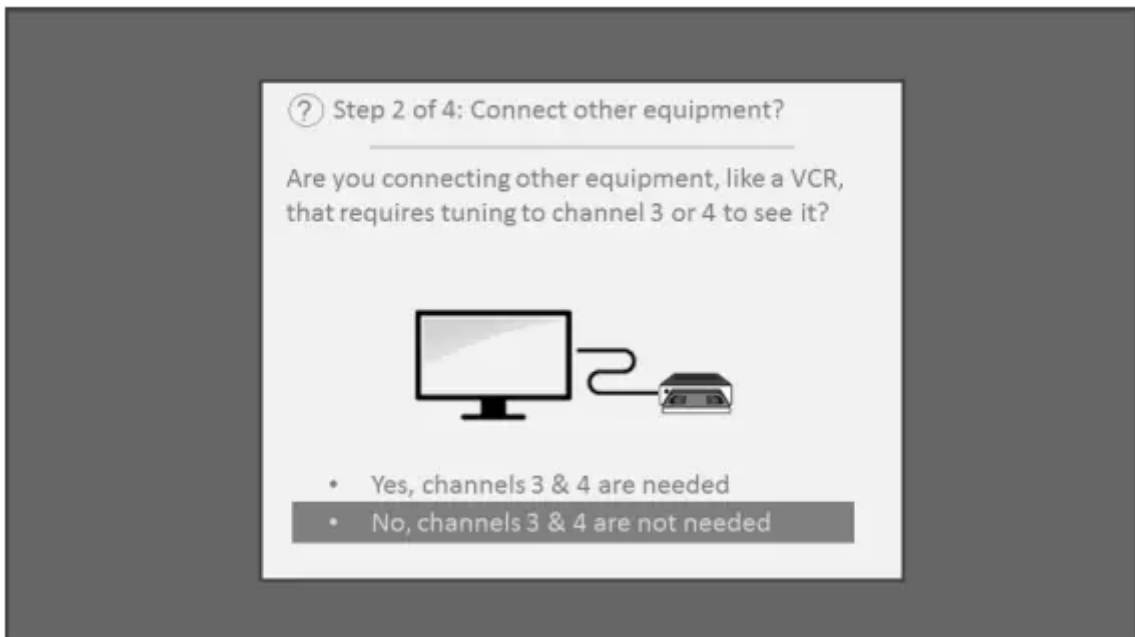 ? Step 2 of 4: Connect other equipment?
Are you connecting other equipment, like a VCR,
that requires tuning to channel 3 or 4 to see it?
• Yes, channels 3 & 4 are needed
• No, channels 3 & 4 are not needed